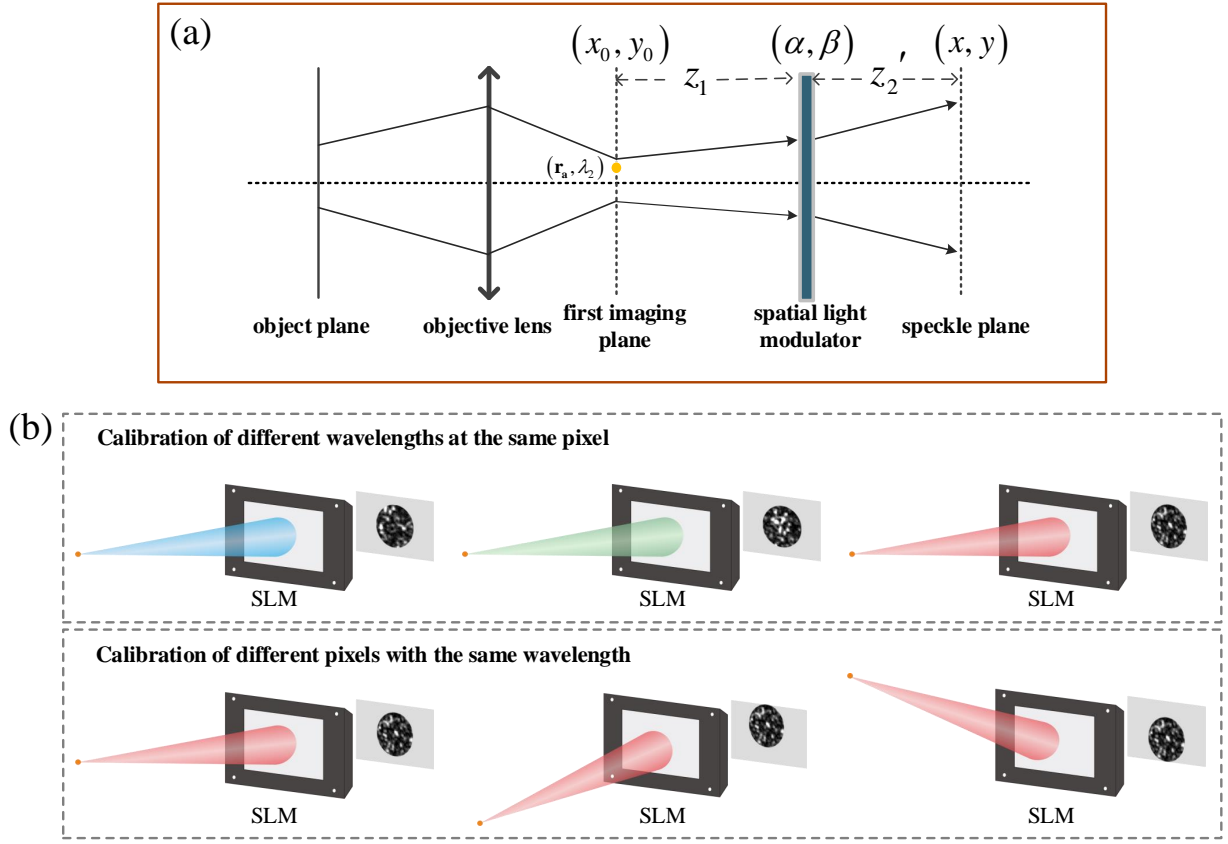 (a)
(x₀, y₀)
(α, β)
(x, y)
z₁
z₂′
(rₐ, λ₂)
object plane
objective lens
first imaging
plane
spatial light
modulator
speckle plane
(b)
Calibration of different wavelengths at the same pixel
SLM
SLM
SLM
Calibration of different pixels with the same wavelength
SLM
SLM
SLM